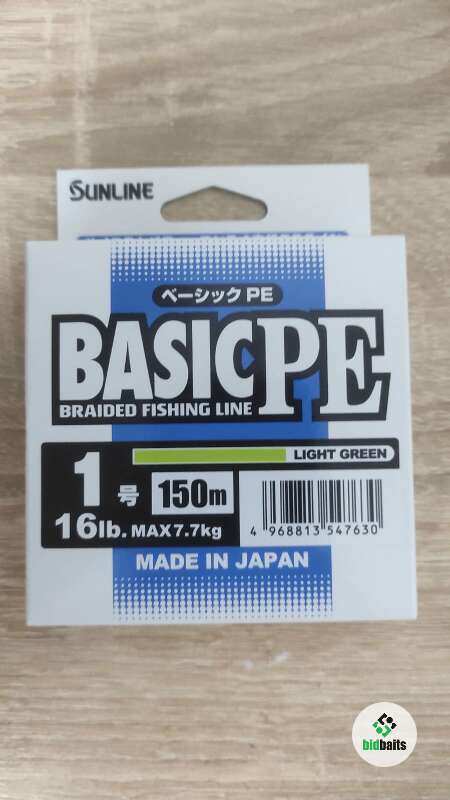 SUNLINE
ベーシック PE
BASIC PE
BRAIDED FISHING LINE
LIGHT GREEN
1号 150m
16lb. MAX7.7kg
4 968813 547630
MADE IN JAPAN
bidbaits